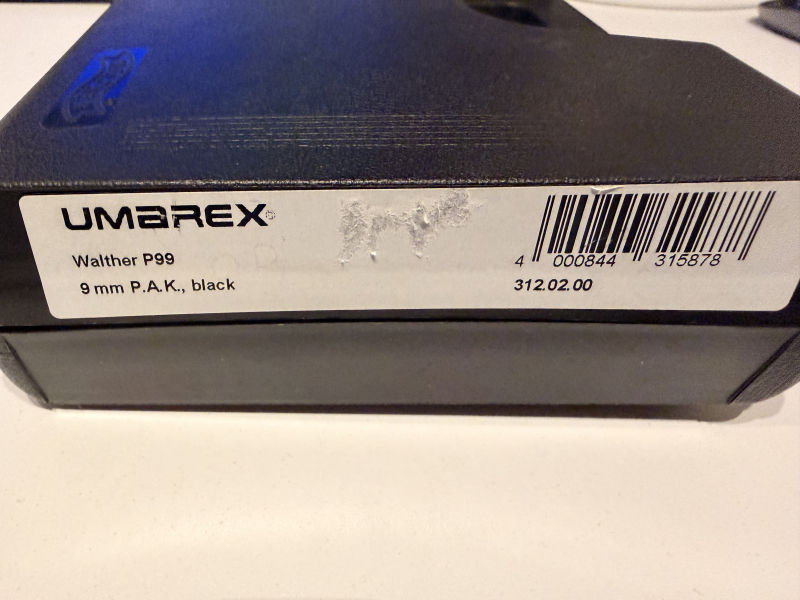 UMAREX®
Walther P99
9 mm P.A.K., black
4 000844 315878
312.02.00